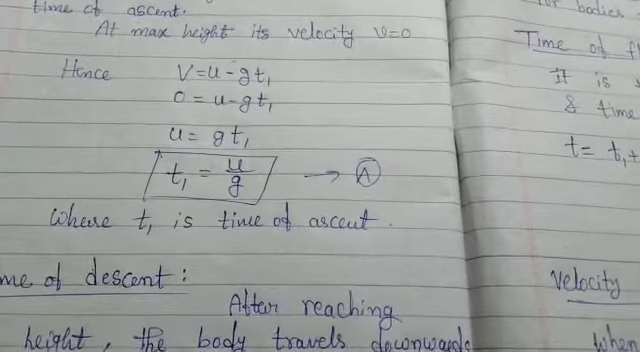 time of ascent.
At max height its velocity v=0
Hence V=u-gt₁
0=u-gt₁
u= gt₁
t₁ = u/g → Ⓐ
Where t₁ is time of ascent.
me of descent:
After reaching
height, the body travels downwards
for bodies
Time of fl
It is
& time
t= t₁+
Velocity
When